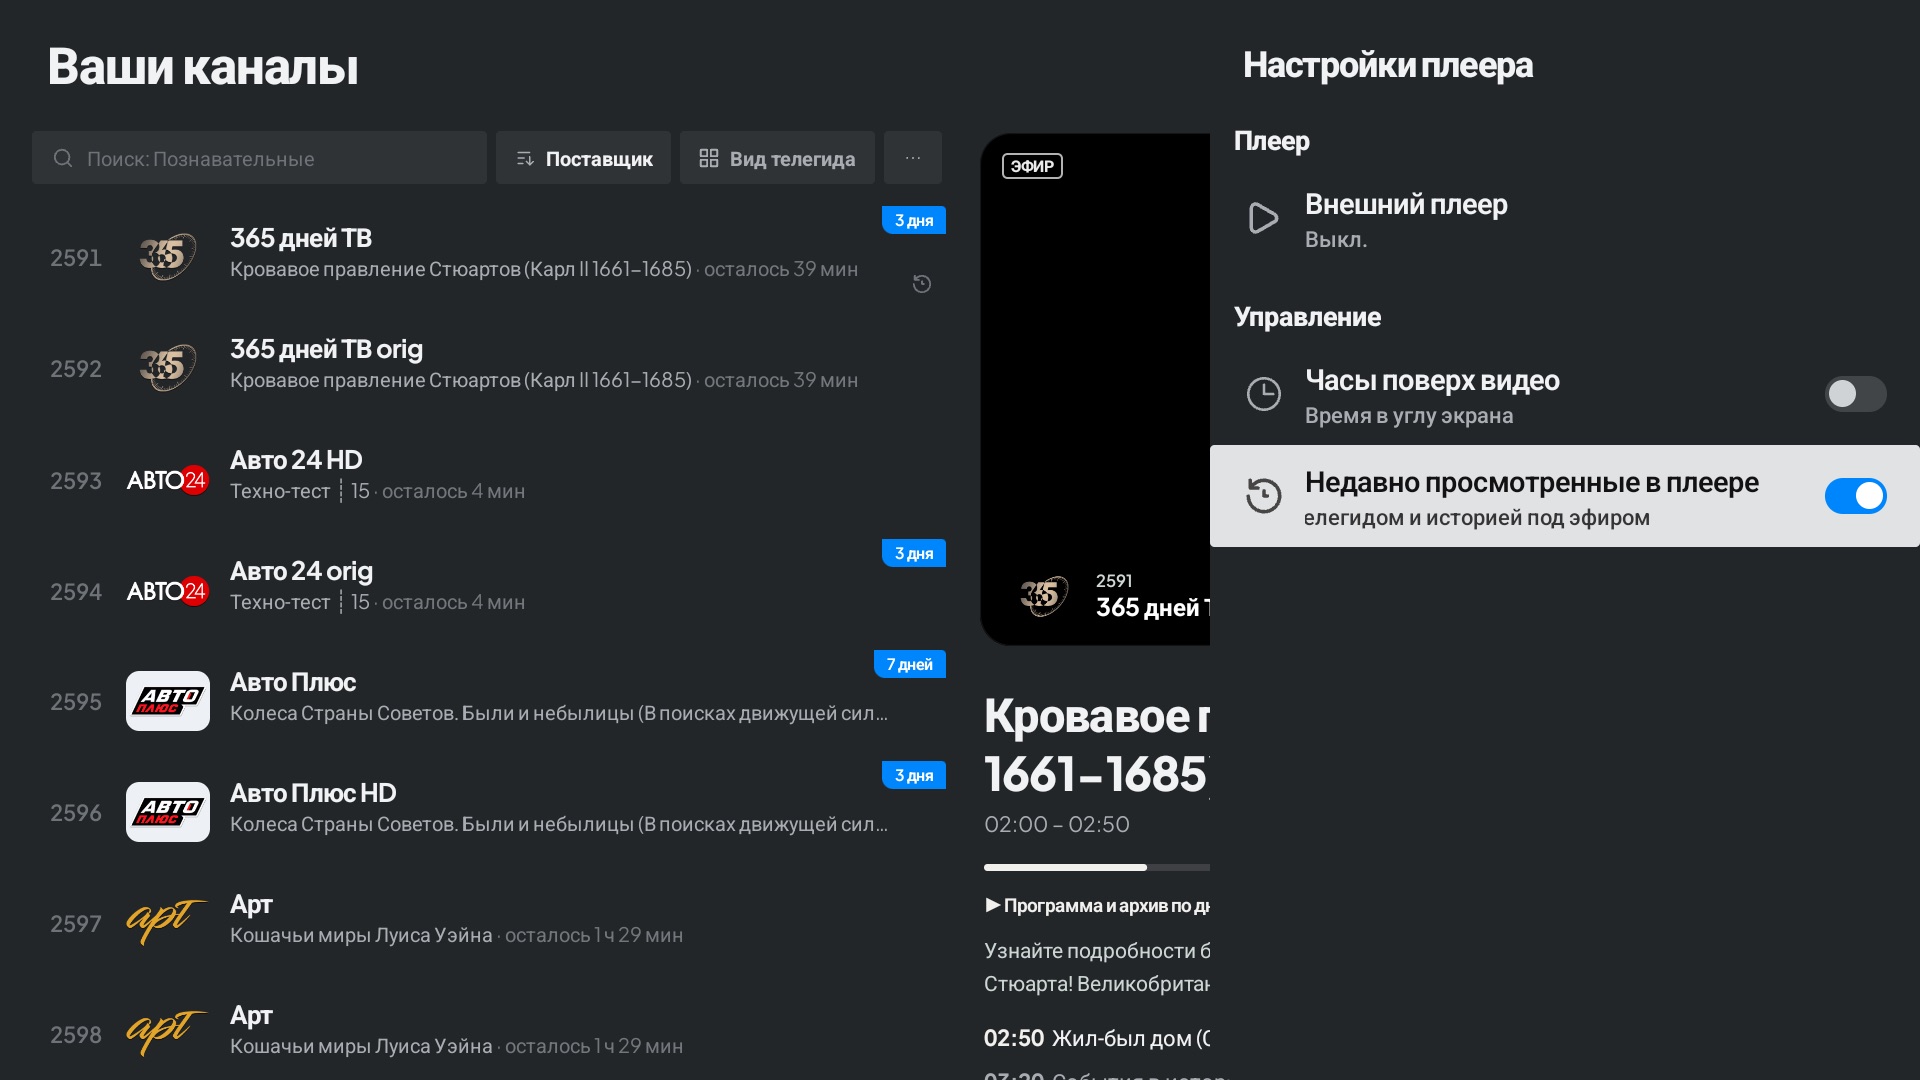 Ваши каналы
Поиск: Познавательные
Поставщик
Вид телегида
...
2591
365 дней ТВ
Кровавое правление Стюартов (Карл II 1661–1685) · осталось 39 мин
3 дня
2592
365 дней ТВ orig
Кровавое правление Стюартов (Карл II 1661–1685) · осталось 39 мин
2593
АВТО24
Авто 24 HD
Техно-тест ┊ 15 · осталось 4 мин
2594
АВТО24
Авто 24 orig
Техно-тест ┊ 15 · осталось 4 мин
3 дня
2595
АВТО
ПЛЮС
Авто Плюс
Колеса Страны Советов. Были и небылицы (В поисках движущей сил...
7 дней
2596
АВТО
ПЛЮС
Авто Плюс HD
Колеса Страны Советов. Были и небылицы (В поисках движущей сил...
3 дня
2597
арт
Арт
Кошачьи миры Луиса Уэйна · осталось 1 ч 29 мин
2598
арт
Арт
Кошачьи миры Луиса Уэйна · осталось 1 ч 29 мин
ЭФИР
365
2591
365 дней
Кровавое
1661–1685
02:00 – 02:50
▶ Программа и архив по
Узнайте подробности
Стюарта!
02:50 Жил-был дом
Настройки плеера
Плеер
Внешний плеер
Выкл.
Управление
Часы поверх видео
Время в углу экрана
Недавно просмотренные в плеере
елегидом и историей под эфиром